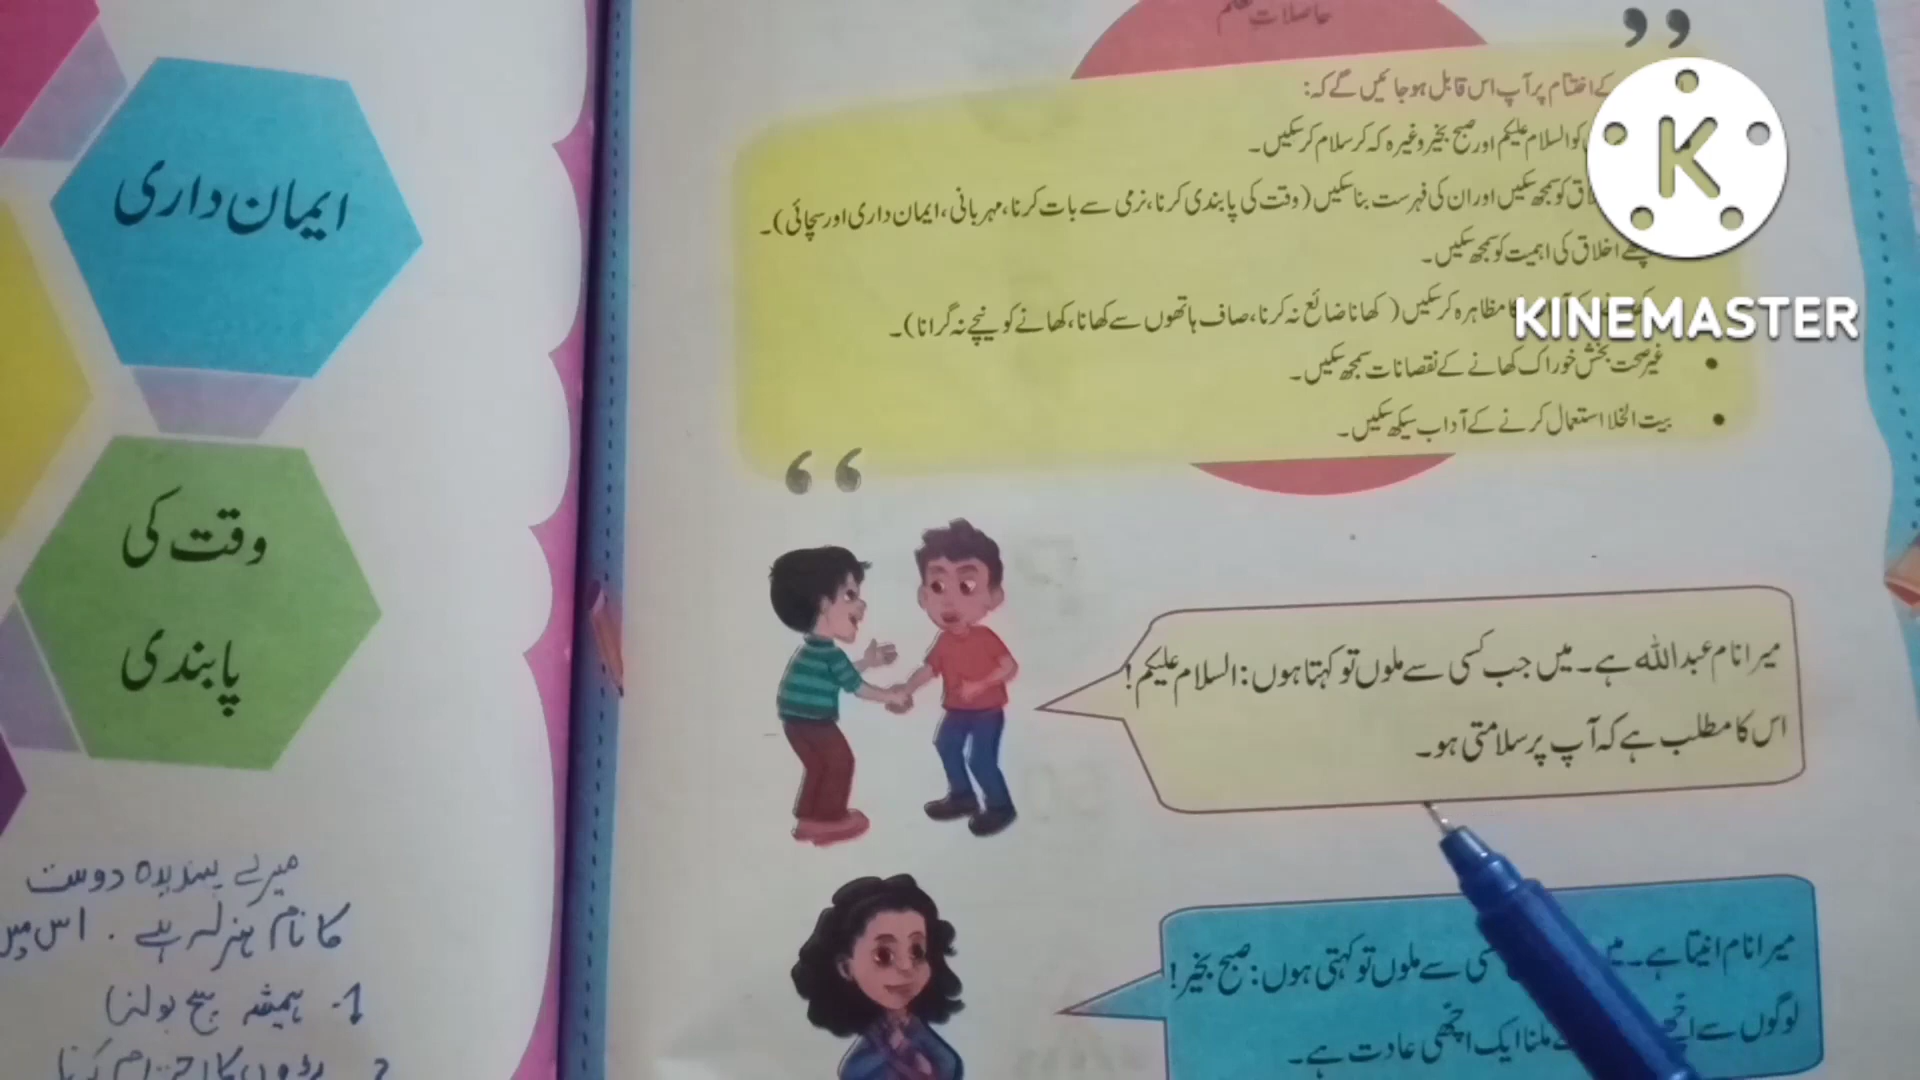 حاصلاتِ تعلم
کے اختتام پر آپ اس قابل ہو جائیں گے کہ:
کو السلام علیکم اور صبح بخیر وغیرہ کہہ کر سلام کر سکیں۔
کو سمجھ سکیں اور ان کی فہرست بنا سکیں (وقت کی پابندی کرنا، نرمی سے بات کرنا، مہربانی، ایمان داری اور سچائی)۔
اخلاق کی اہمیت کو سمجھ سکیں۔
مظاہرہ کر سکیں (کھانا ضائع نہ کرنا، صاف ہاتھوں سے کھانا، کھانے کو نیچے نہ گرانا)۔
• غیر صحت بخش خوراک کھانے کے نقصانات سمجھ سکیں۔
• بیت الخلا استعمال کرنے کے آداب سیکھ سکیں۔
KINEMASTER
میرا نام عبداللہ ہے۔ میں جب کسی سے ملوں تو کہتا ہوں: السلام علیکم!
اس کا مطلب ہے کہ آپ پر سلامتی ہو۔
میرا نام انیتا ہے۔ کسی سے ملوں تو کہتی ہوں: صبح بخیر!
لوگوں سے ملنا ایک اچھی عادت ہے۔
ایمان داری
وقت کی
پابندی
میرے پسندیدہ دوست
کا نام ہے۔ اس میں
1۔ ہمیشہ سچ بولنا